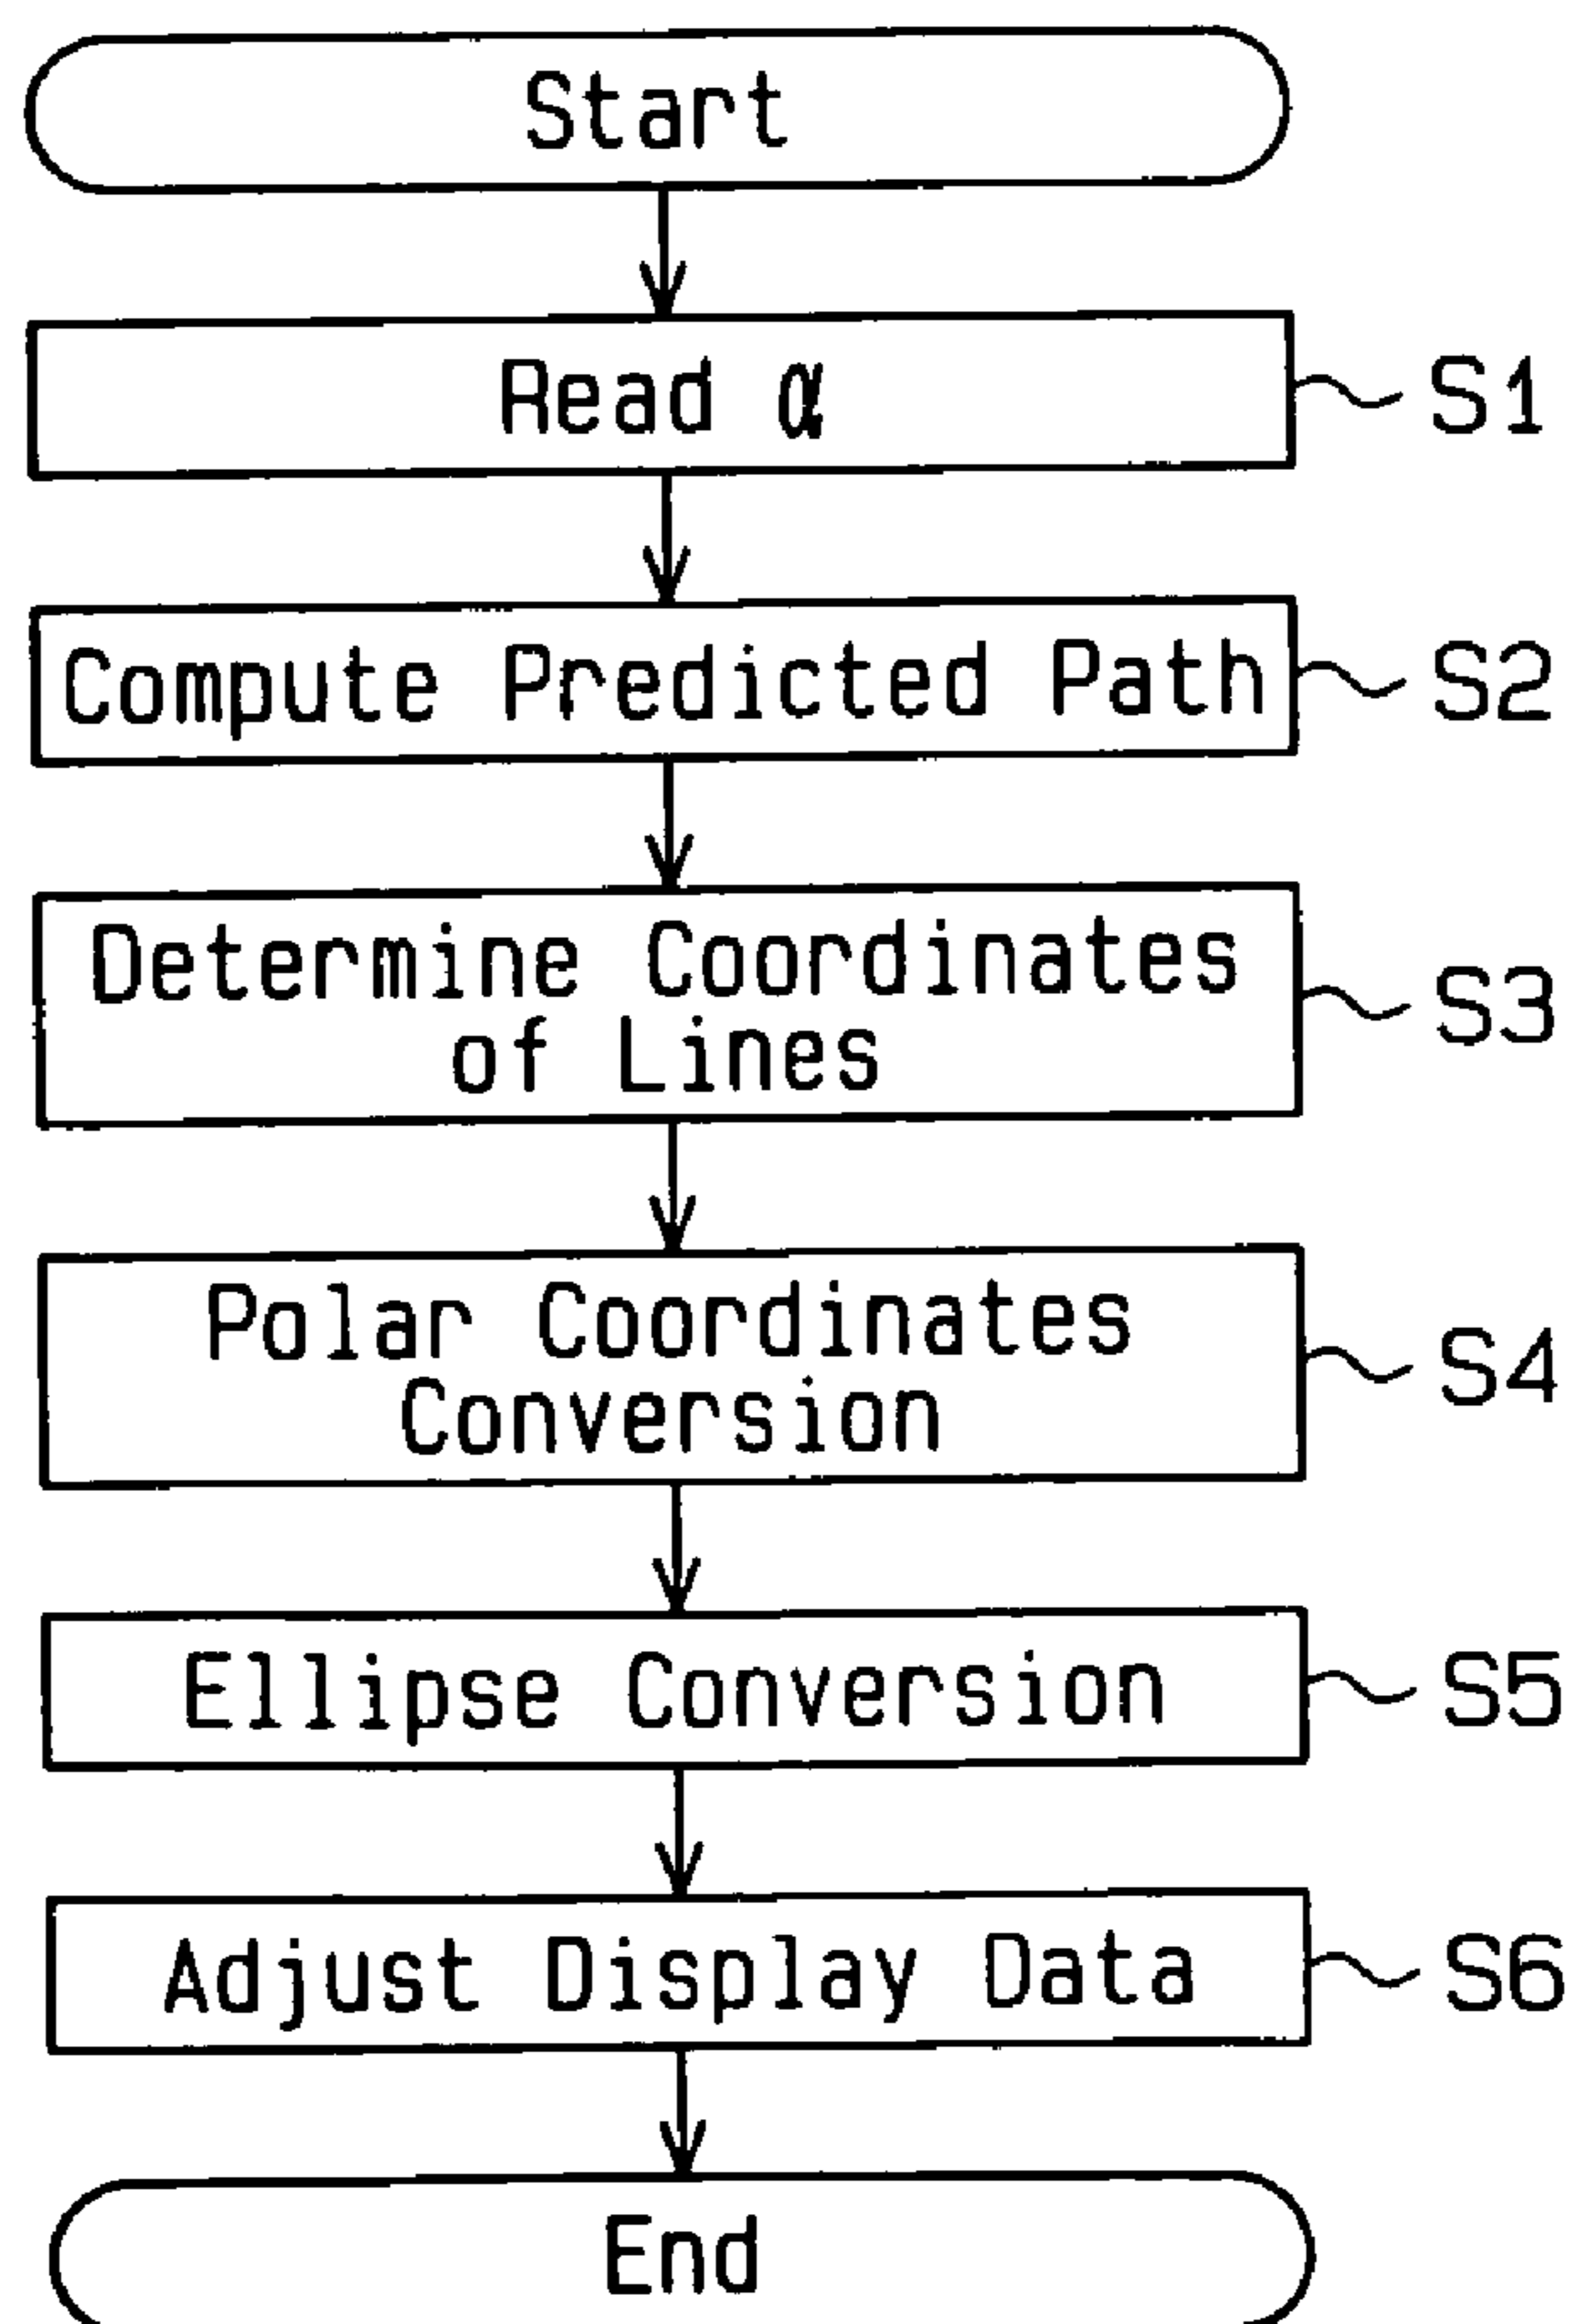 Start
Read α
S1
Compute Predicted Path
S2
Determine Coordinates
of Lines
S3
Polar Coordinates
Conversion
S4
Ellipse Conversion
S5
Adjust Display Data
S6
End